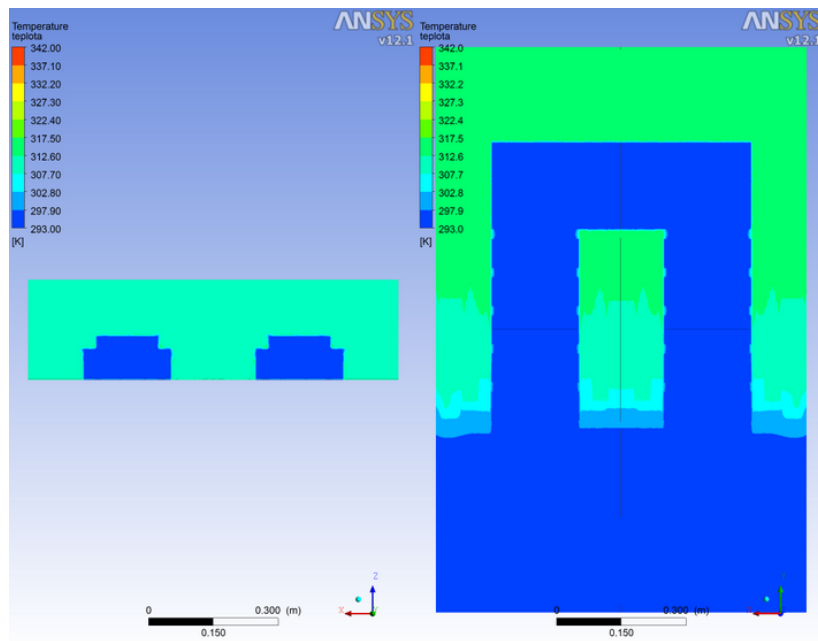 ANSYS
v12.1
Temperature
teplota
342.00
337.10
332.20
327.30
322.40
317.50
312.60
307.70
302.80
297.90
293.00
[K]
0
0.300 (m)
0.150
Z
X
Y
ANSYS
v12.1
Temperature
teplota
342.0
337.1
332.2
327.3
322.4
317.5
312.6
307.7
302.8
297.9
293.0
[K]
0
0.300 (m)
0.150
X
Z